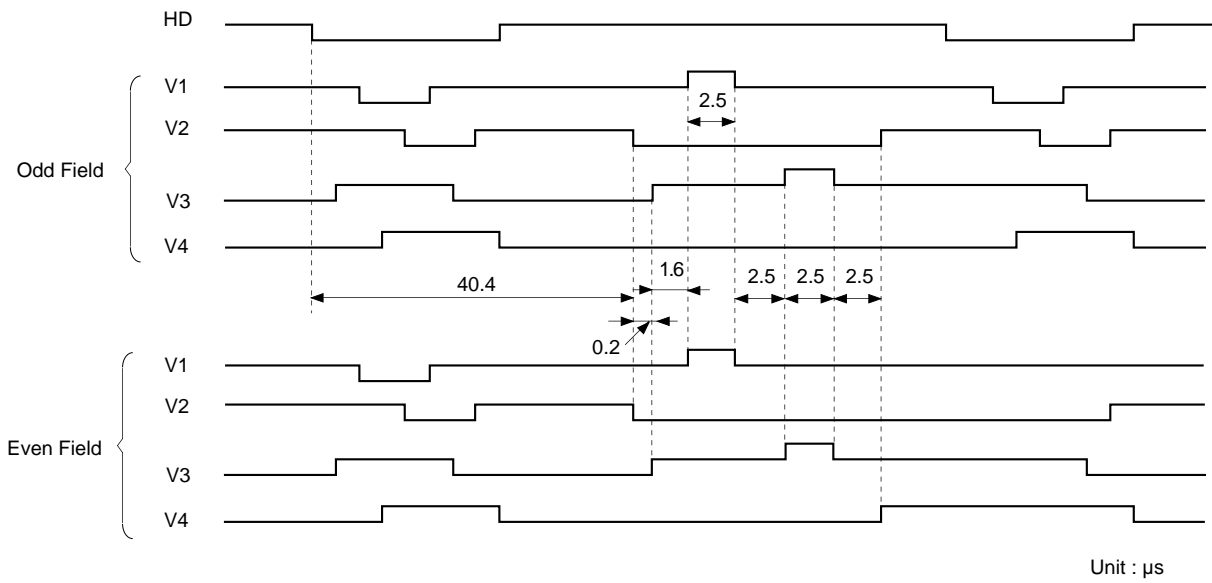 HD
V1
2.5
V2
Odd Field
V3
V4
1.6
2.5 2.5 2.5
40.4
0.2
V1
V2
Even Field
V3
V4
Unit : µs